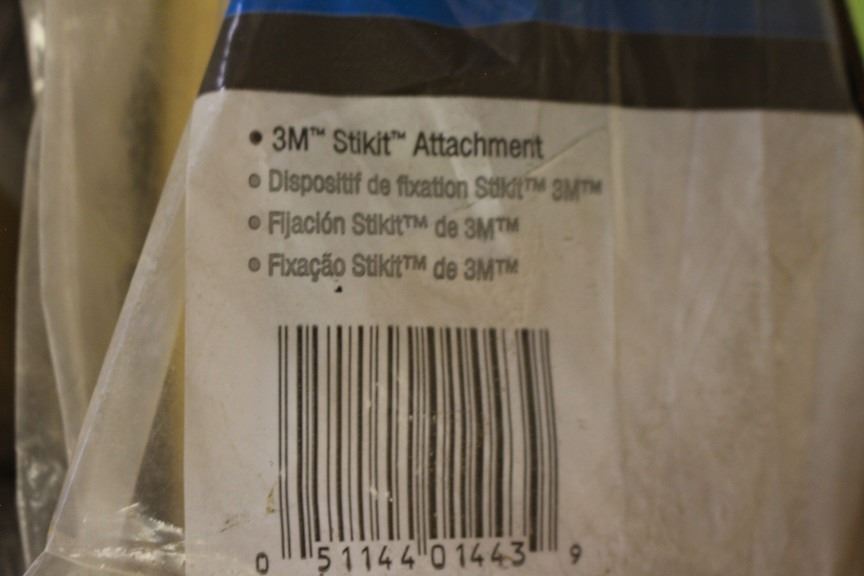 • 3M™ Stikit™ Attachment
• Dispositif de fixation Stikit™ 3M™
• Fijación Stikit™ de 3M™
• Fixação Stikit™ de 3M™
0 51144 01443 9